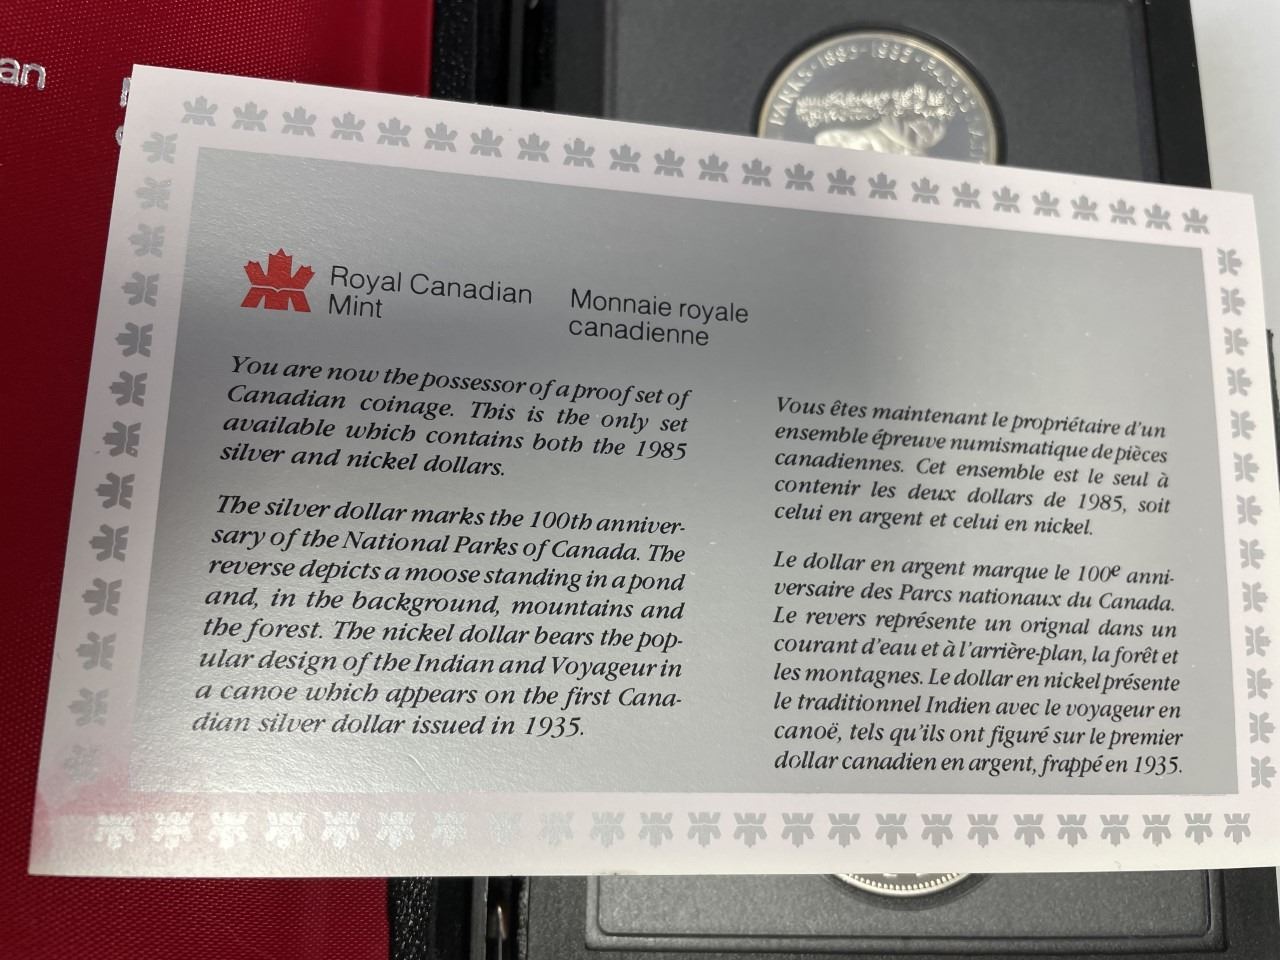 an
PARKS·1885-1985·PARCS
Royal Canadian
Mint
Monnaie royale
canadienne
You are now the possessor of a proof set of
Canadian coinage. This is the only set
available which contains both the 1985
silver and nickel dollars.
The silver dollar marks the 100th anniver-
sary of the National Parks of Canada. The
reverse depicts a moose standing in a pond
and, in the background, mountains and
the forest. The nickel dollar bears the pop-
ular design of the Indian and Voyageur in
a canoe which appears on the first Cana-
dian silver dollar issued in 1935.
Vous êtes maintenant le propriétaire d'un
ensemble épreuve numismatique de pièces
canadiennes. Cet ensemble est le seul à
contenir les deux dollars de 1985, soit
celui en argent et celui en nickel.
Le dollar en argent marque le 100e anni-
versaire des Parcs nationaux du Canada.
Le revers représente un orignal dans un
courant d'eau et à l'arrière-plan, la forêt et
les montagnes. Le dollar en nickel présente
le traditionnel Indien avec le voyageur en
canoë, tels qu'ils ont figuré sur le premier
dollar canadien en argent, frappé en 1935.